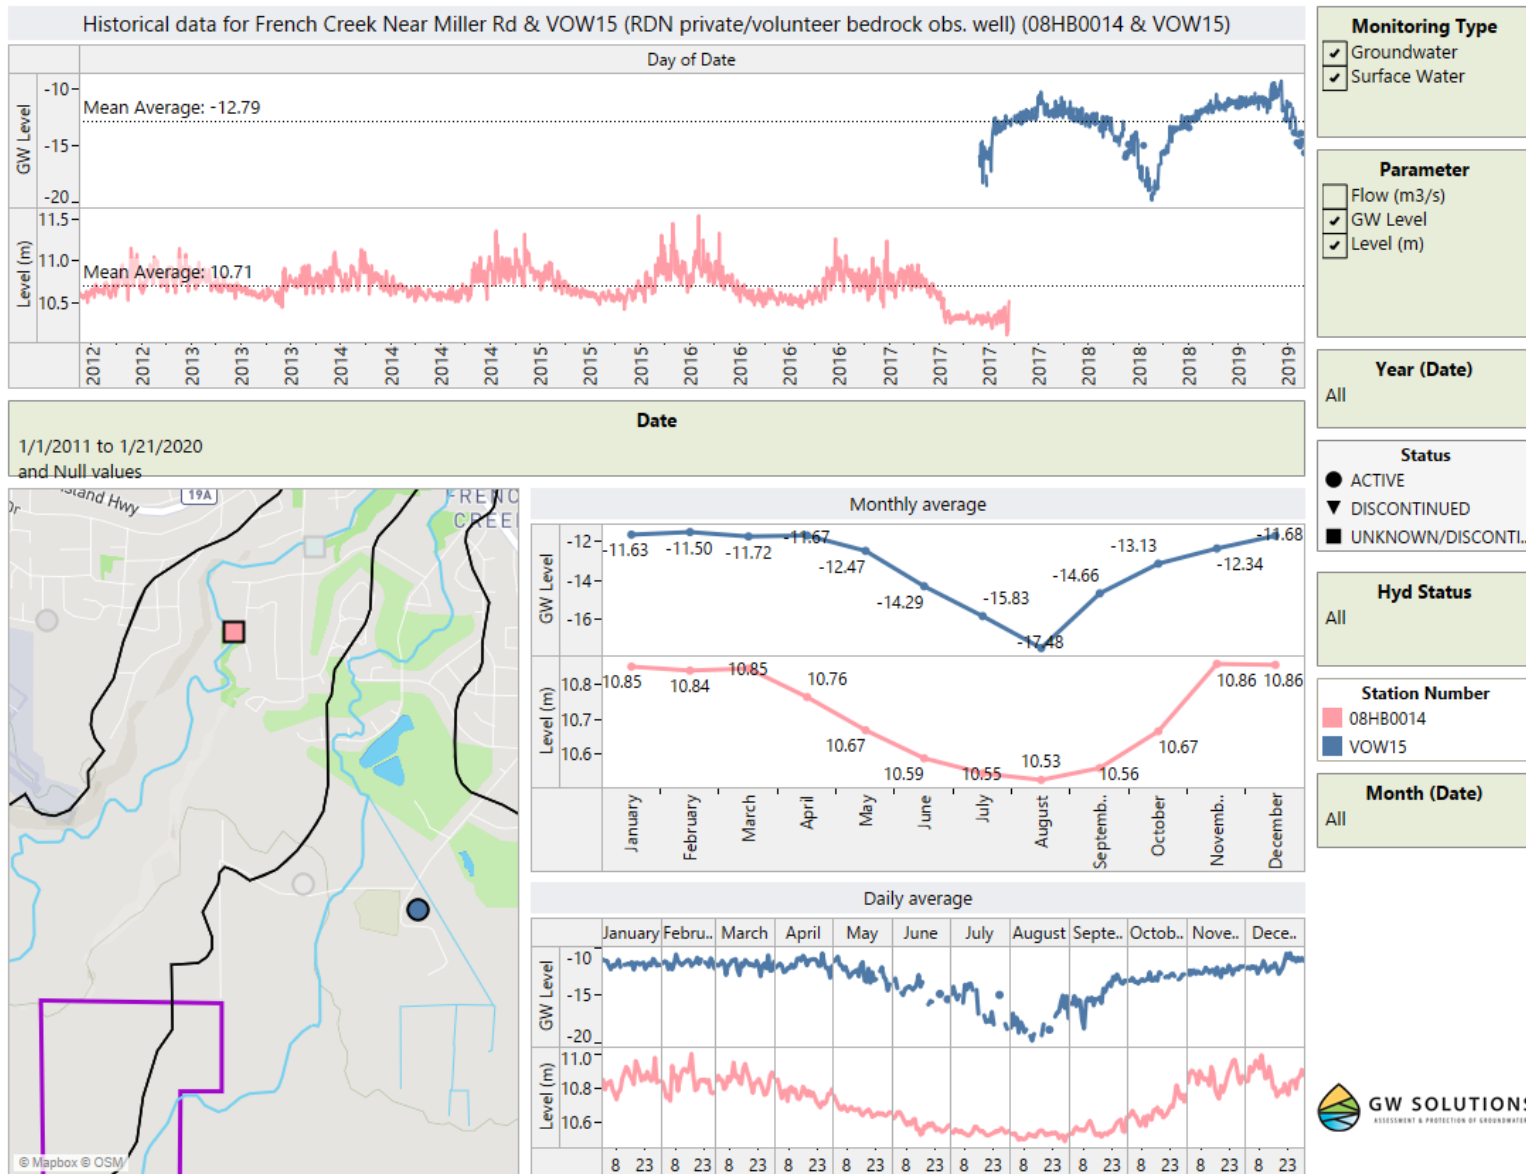 Historical data for French Creek Near Miller Rd & VOW15 (RDN private/volunteer bedrock obs. well) (08HB0014 & VOW15)
Day of Date
GW Level
-10
-15
-20
Mean Average: -12.79
Level (m)
11.5
11.0
10.5
Mean Average: 10.71
2012 2012 2013 2013 2013 2014 2014 2014 2014 2015 2015 2016 2016 2016 2016 2017 2017 2017 2017 2017 2018 2018 2018 2019 2019
Date
1/1/2011 to 1/21/2020
and Null values
Monitoring Type
Groundwater
Surface Water
Parameter
Flow (m3/s)
GW Level
Level (m)
Year (Date)
All
Status
ACTIVE
DISCONTINUED
UNKNOWN/DISCONTI..
Hyd Status
All
Station Number
08HB0014
VOW15
Month (Date)
All
19A
FRENC
CREE
© Mapbox © OSM
Monthly average
GW Level
-12
-14
-16
-11.63 -11.50 -11.72 -11.67 -12.47 -14.29 -15.83 -17.48 -14.66 -13.13 -12.34 -11.68
Level (m)
10.8
10.7
10.6
10.85 10.84 10.85 10.76 10.67 10.59 10.55 10.53 10.56 10.67 10.86 10.86
January February March April May June July August Septemb.. October Novemb.. December
Daily average
January Febru.. March April May June July August Septe.. Octob.. Nove.. Dece..
GW Level
-10
-15
-20
Level (m)
11.0
10.8
10.6
8 23 8 23 8 23 8 23 8 23 8 23 8 23 8 23 8 23 8 23 8 23 8 23
GW SOLUTIONS
ASSESSMENT & PROTECTION OF GROUNDWATER